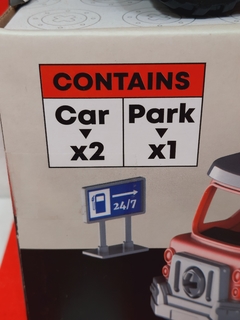 CONTAINS
Car Park
x2 x1
24/7